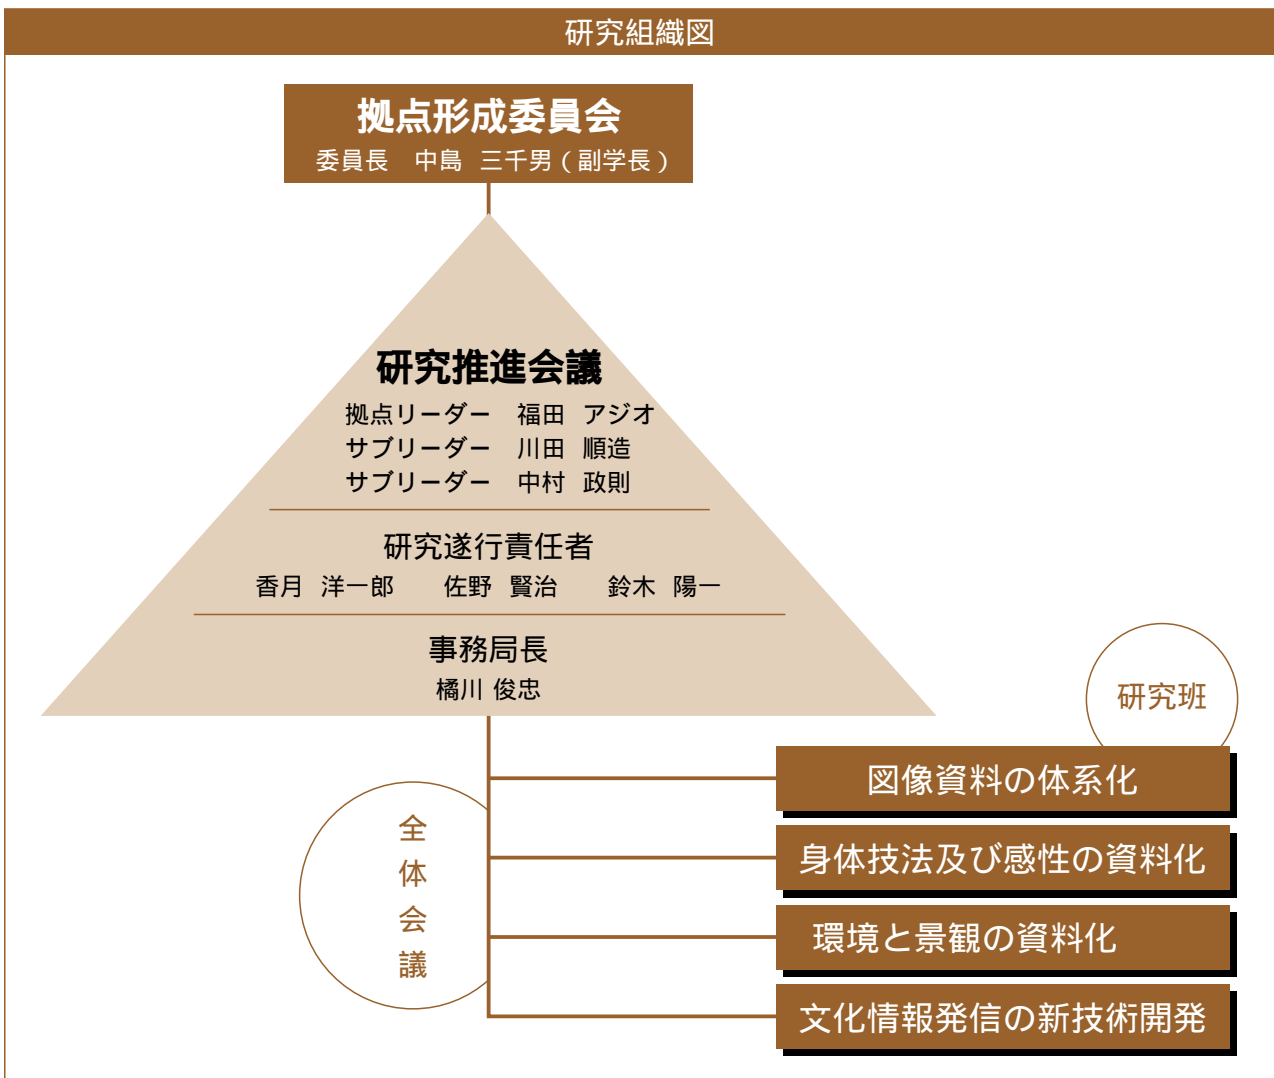 研究組織図
拠点形成委員会
委員長 中島 三千男（副学長）
研究推進会議
拠点リーダー 福田 アジオ
サブリーダー 川田 順造
サブリーダー 中村 政則
研究遂行責任者
香月 洋一郎 佐野 賢治 鈴木 陽一
事務局長
橘川 俊忠
全体会議
研究班
図像資料の体系化
身体技法及び感性の資料化
環境と景観の資料化
文化情報発信の新技術開発